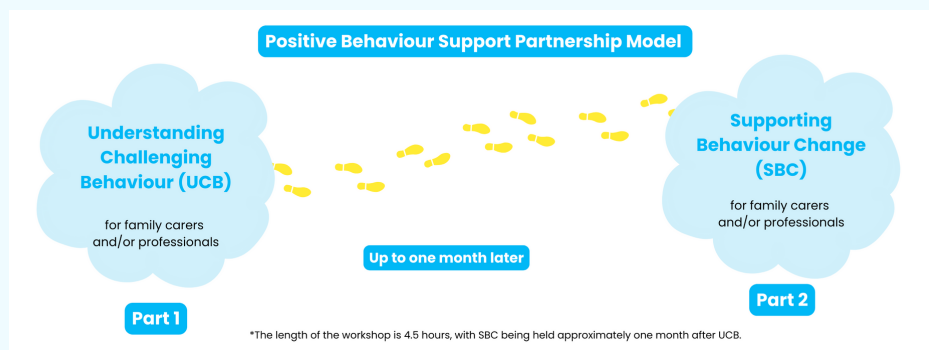 Positive Behaviour Support Partnership Model
Understanding
Challenging
Behaviour (UCB)
for family carers
and/or professionals
Part 1
Up to one month later
Supporting
Behaviour Change
(SBC)
for family carers
and/or professionals
Part 2
*The length of the workshop is 4.5 hours, with SBC being held approximately one month after UCB.